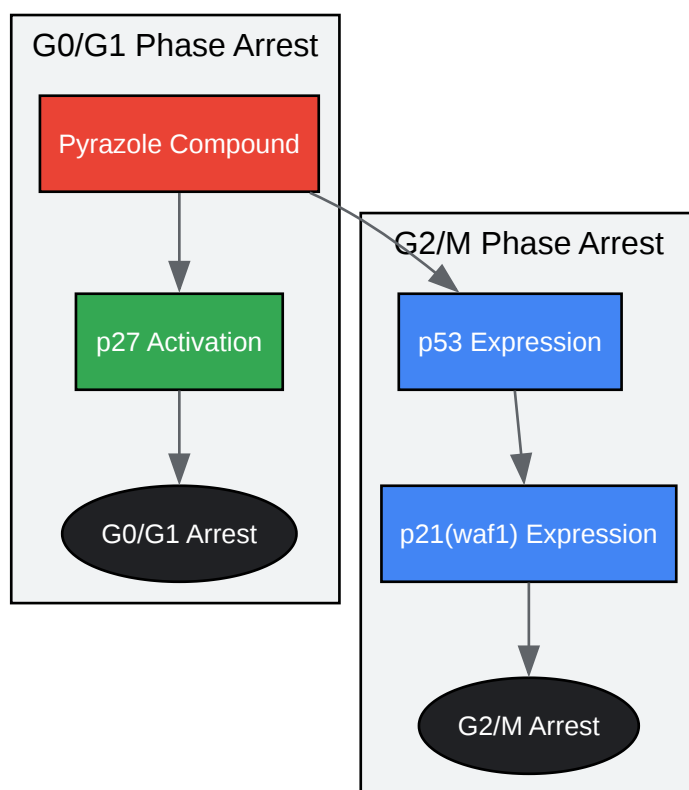 G0/G1 Phase Arrest
Pyrazole Compound
p27 Activation
G0/G1 Arrest
G2/M Phase Arrest
p53 Expression
p21(waf1) Expression
G2/M Arrest